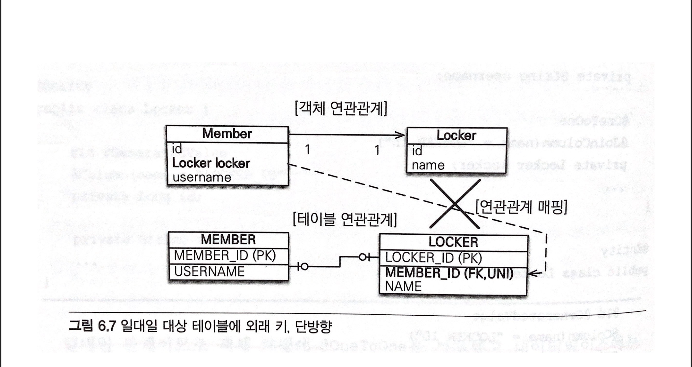 private String username;
[객체 연관관계]
Member
id
Locker locker
username
1
1
Locker
id
name
[연관관계 매핑]
[테이블 연관관계]
MEMBER
MEMBER_ID (PK)
USERNAME
LOCKER
LOCKER_ID (PK)
MEMBER_ID (FK,UNI)
NAME
그림 6.7 일대일 대상 테이블에 외래 키, 단방향